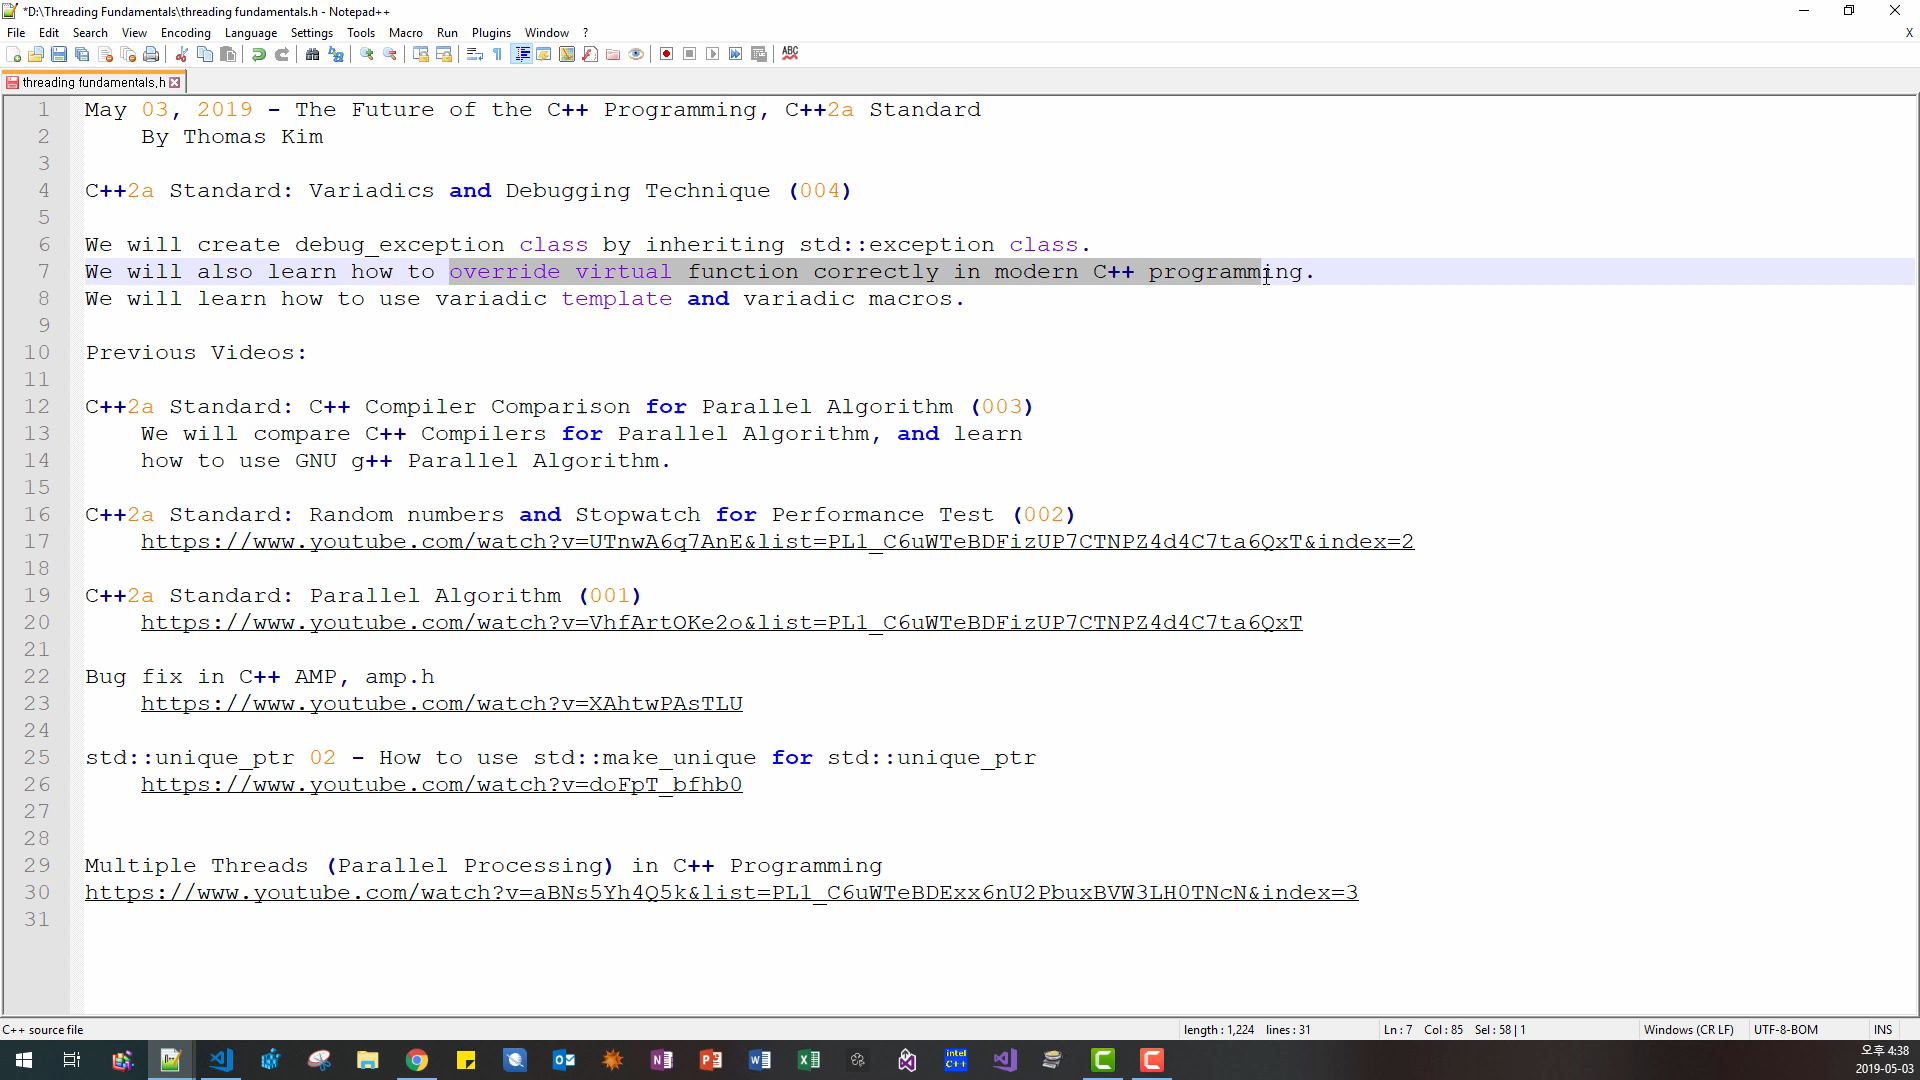 *D:\Threading Fundamentals\threading fundamentals.h - Notepad++
File Edit Search View Encoding Language Settings Tools Macro Run Plugins Window ? X
threading fundamentals.h
1 May 03, 2019 - The Future of the C++ Programming, C++2a Standard
2 By Thomas Kim
3
4 C++2a Standard: Variadics and Debugging Technique (004)
5
6 We will create debug_exception class by inheriting std::exception class.
7 We will also learn how to override virtual function correctly in modern C++ programming.
8 We will learn how to use variadic template and variadic macros.
9
10 Previous Videos:
11
12 C++2a Standard: C++ Compiler Comparison for Parallel Algorithm (003)
13 We will compare C++ Compilers for Parallel Algorithm, and learn
14 how to use GNU g++ Parallel Algorithm.
15
16 C++2a Standard: Random numbers and Stopwatch for Performance Test (002)
17 https://www.youtube.com/watch?v=UTnwA6q7AnE&list=PL1_C6uWTeBDFizUP7CTNPZ4d4C7ta6QxT&index=2
18
19 C++2a Standard: Parallel Algorithm (001)
20 https://www.youtube.com/watch?v=VhfArtOKe2o&list=PL1_C6uWTeBDFizUP7CTNPZ4d4C7ta6QxT
21
22 Bug fix in C++ AMP, amp.h
23 https://www.youtube.com/watch?v=XAhtwPAsTLU
24
25 std::unique_ptr 02 - How to use std::make_unique for std::unique_ptr
26 https://www.youtube.com/watch?v=doFpT_bfhb0
27
28
29 Multiple Threads (Parallel Processing) in C++ Programming
30 https://www.youtube.com/watch?v=aBNs5Yh4Q5k&list=PL1_C6uWTeBDExx6nU2PbuxBVW3LH0TNcN&index=3
31
C++ source file length : 1,224 lines : 31 Ln : 7 Col : 85 Sel : 58 | 1 Windows (CR LF) UTF-8-BOM INS
오후 4:38
2019-05-03